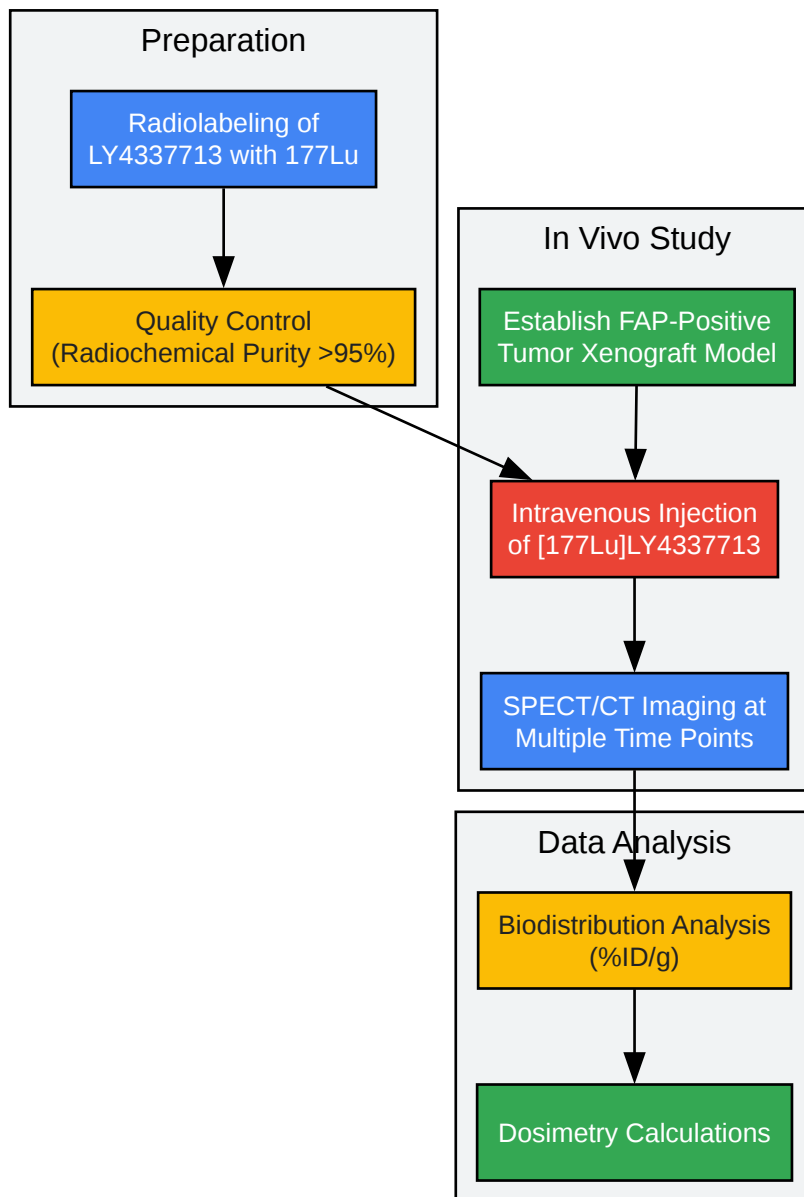 Preparation
Radiolabeling of
LY4337713 with 177Lu
Quality Control
(Radiochemical Purity >95%)
In Vivo Study
Establish FAP-Positive
Tumor Xenograft Model
Intravenous Injection
of [177Lu]LY4337713
SPECT/CT Imaging at
Multiple Time Points
Data Analysis
Biodistribution Analysis
(%ID/g)
Dosimetry Calculations